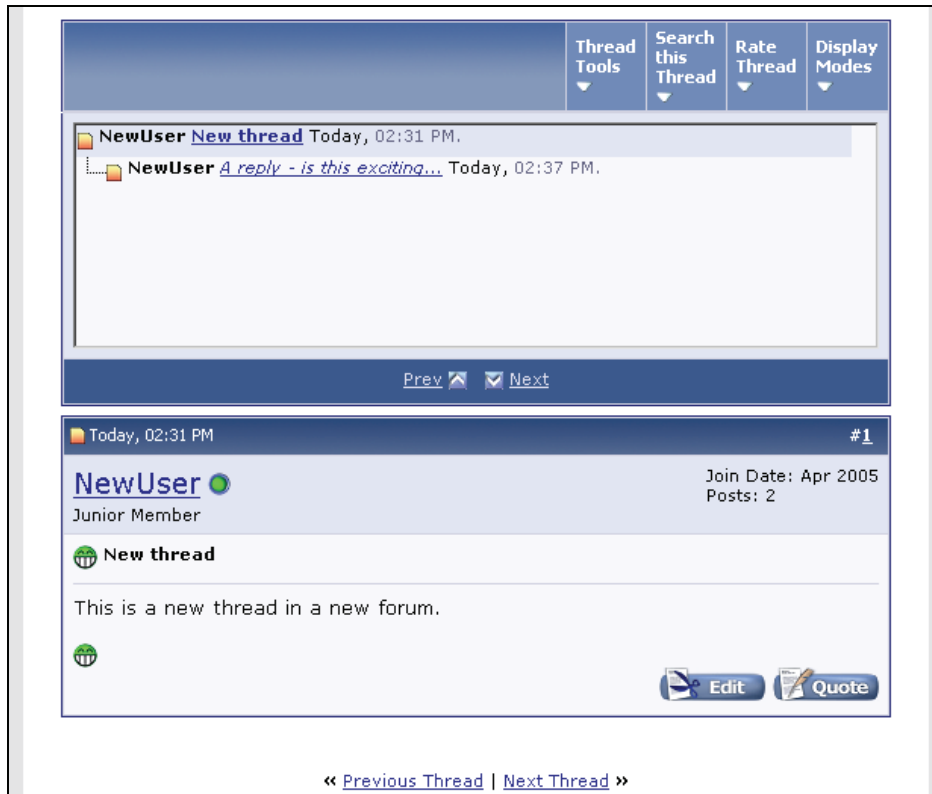 Thread Tools
Search this Thread
Rate Thread
Display Modes
NewUser New thread Today, 02:31 PM.
NewUser A reply - is this exciting... Today, 02:37 PM.
Prev Next
Today, 02:31 PM #1
NewUser Join Date: Apr 2005
Posts: 2
Junior Member
New thread
This is a new thread in a new forum.
Edit Quote
« Previous Thread | Next Thread »